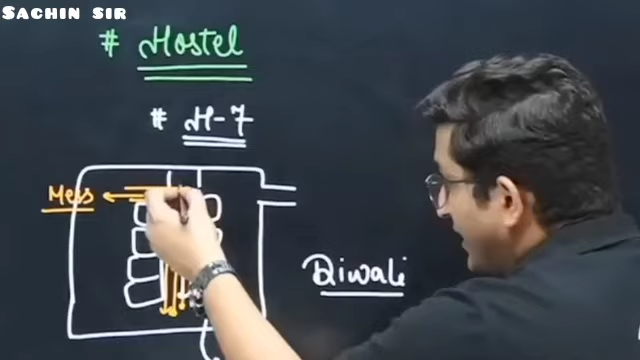 SACHIN SIR
# Hostel
# H-7
Mess
Diwali